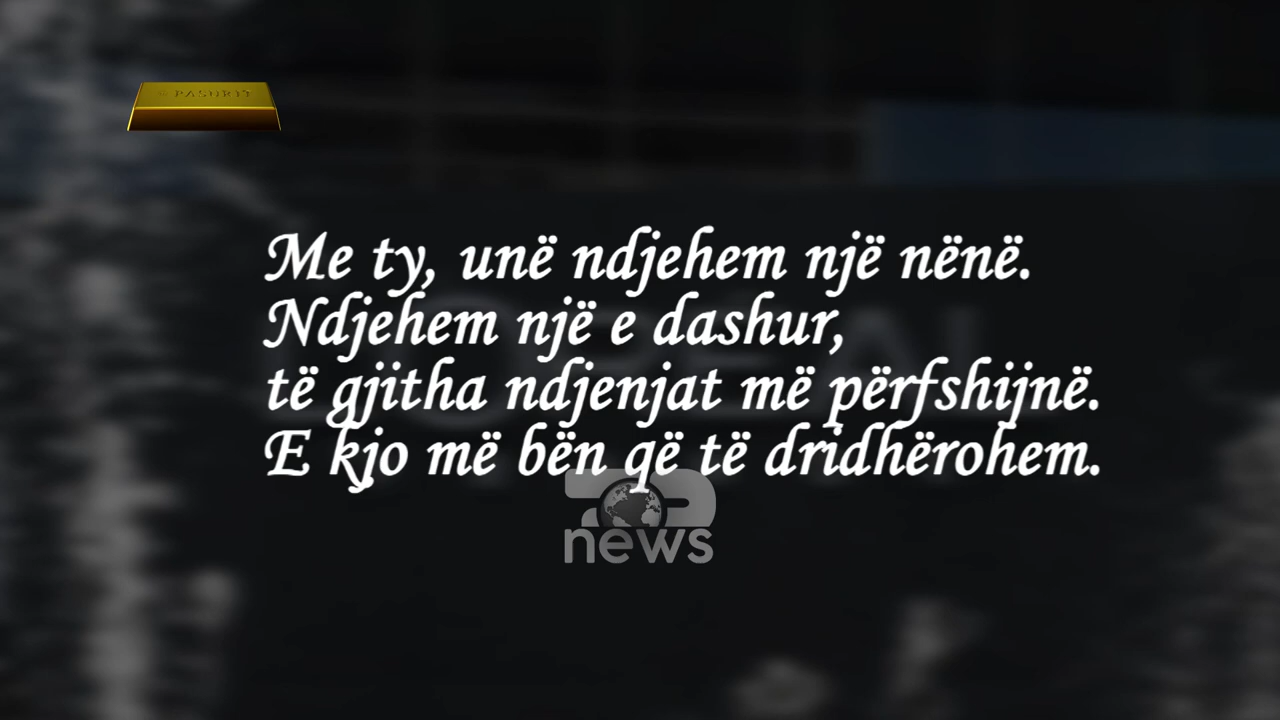 PASURIT
Me ty, unë ndjehem një nënë.
Ndjehem një e dashur,
të gjitha ndjenjat më përfshijnë.
E kjo më bën që të dridhërohem.
news